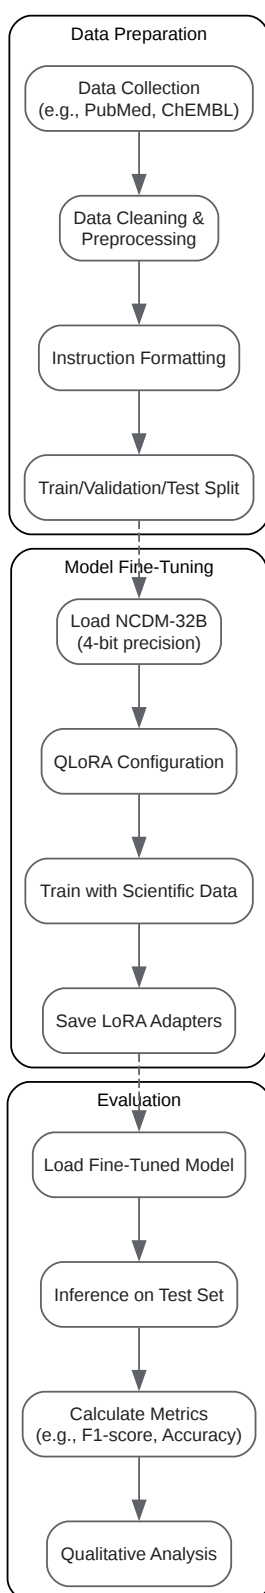 Data Preparation
Data Collection
(e.g., PubMed, ChEMBL)
Data Cleaning &
Preprocessing
Instruction Formatting
Train/Validation/Test Split
Model Fine-Tuning
Load NCDM-32B
(4-bit precision)
QLoRA Configuration
Train with Scientific Data
Save LoRA Adapters
Evaluation
Load Fine-Tuned Model
Inference on Test Set
Calculate Metrics
(e.g., F1-score, Accuracy)
Qualitative Analysis